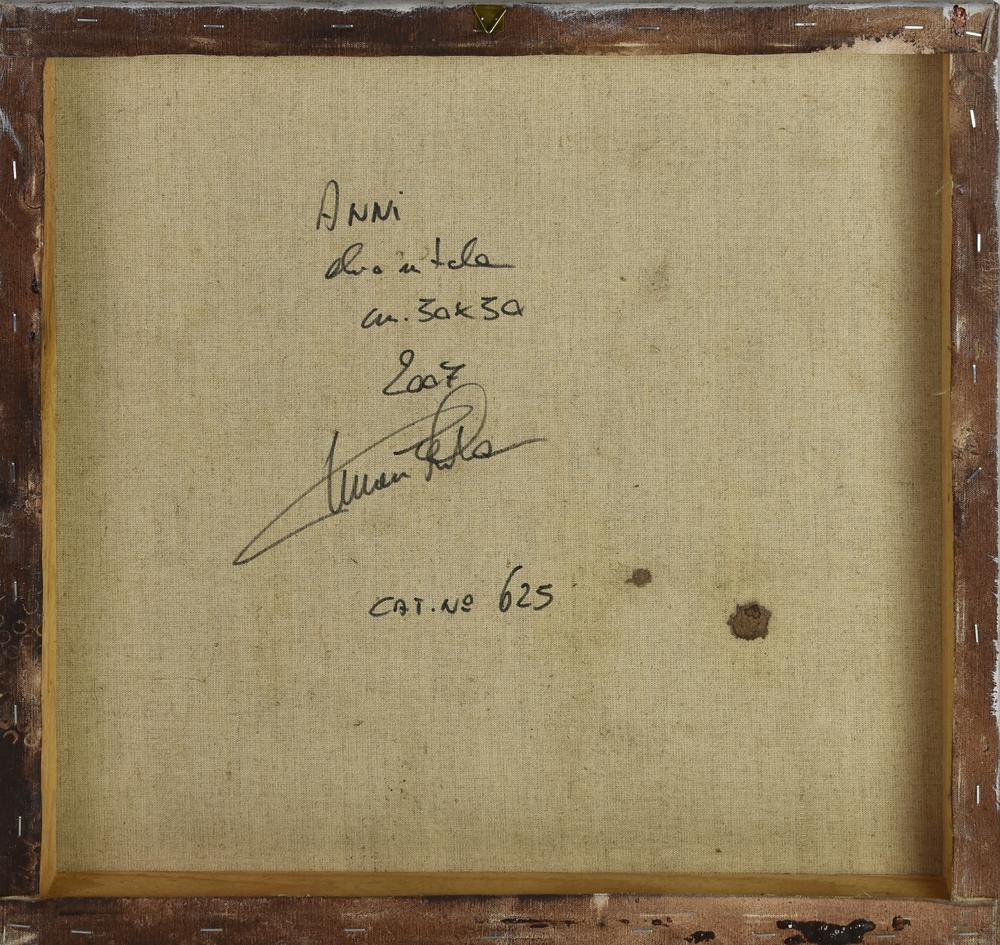 ANNi
olio su tela
cm. 30x30
2007
CAT. Nº 625